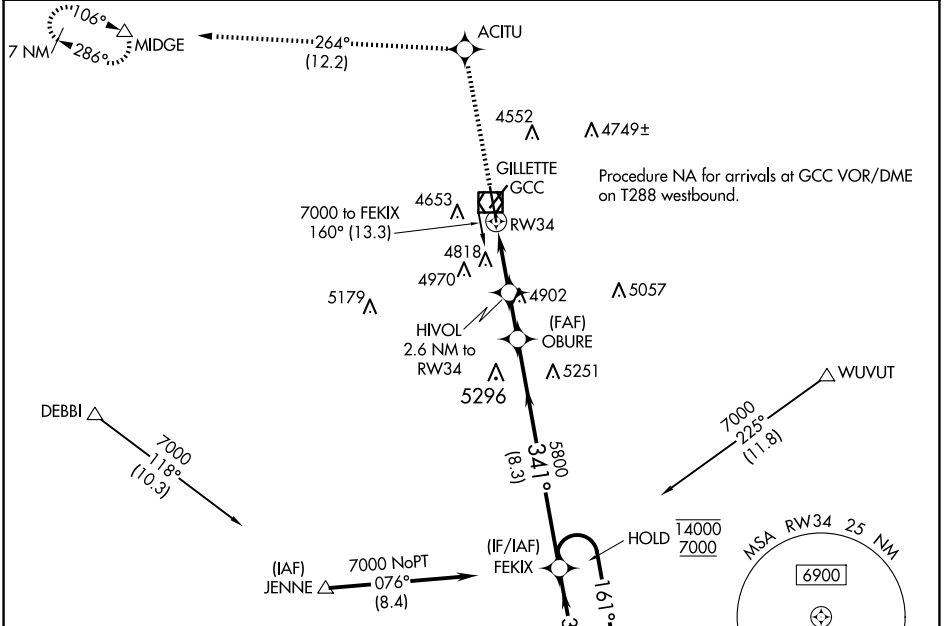 106°
MIDGE
7 NM
286°
264°
(12.2)
ACITU
4552
4749±
GILLETTE
GCC
Procedure NA for arrivals at GCC VOR/DME
on T288 westbound.
4653
7000 to FEKIX
160° (13.3)
RW34
4818
4970
5179
4902
5057
HIVOL
2.6 NM to
RW34
(FAF)
OBURE
5296
5251
WUVUT
DEBBI
7000
118°
(10.3)
7000
225°
(11.8)
5800
341°
(8.3)
HOLD
14000
7000
(IF/IAF)
FEKIX
(IAF)
JENNE
7000 NoPT
076°
(8.4)
161°
MSA RW34 25 NM
6900